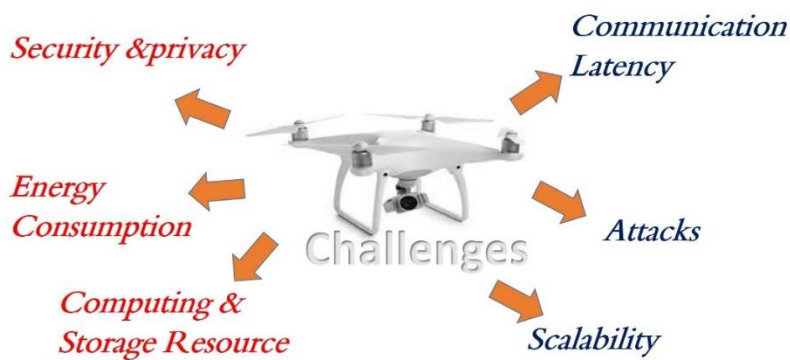 Security &privacy
Energy
Consumption
Computing &
Storage Resource
Challenges
Communication
Latency
Attacks
Scalability